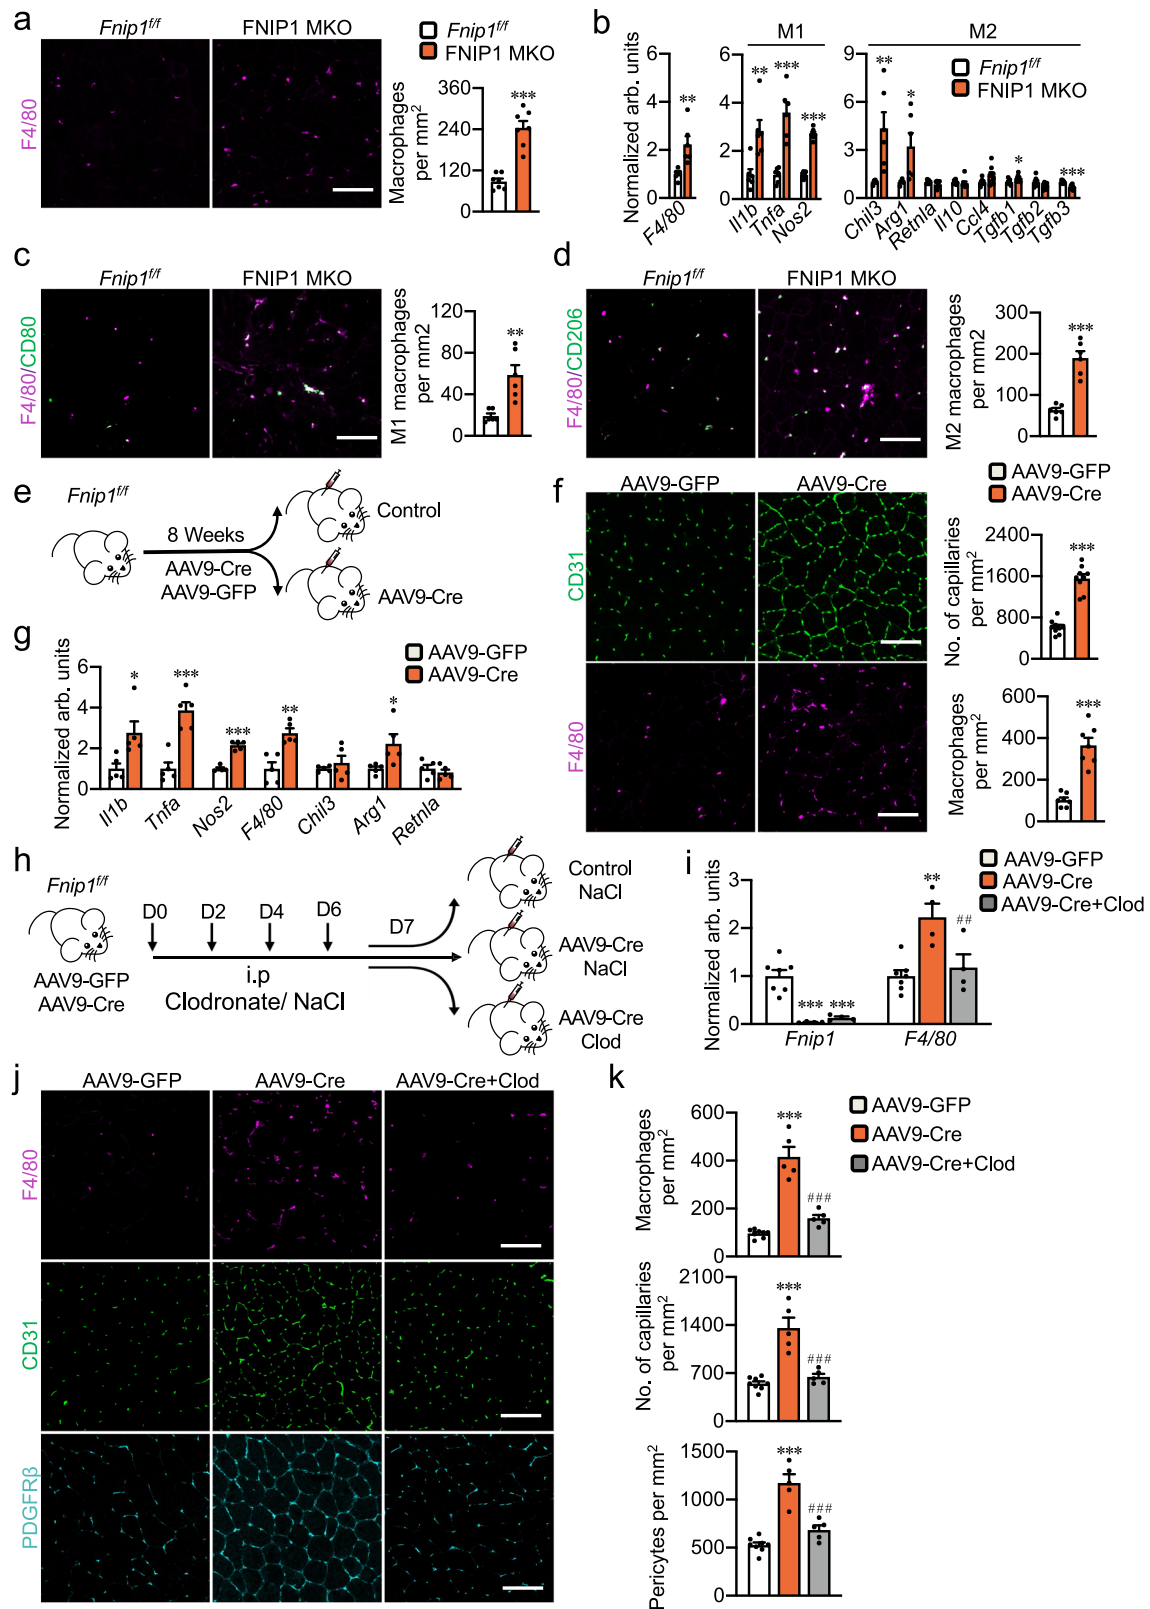 a
Fnip1f/f
FNIP1 MKO
F4/80
Fnip1f/f
FNIP1 MKO
Macrophages
per mm2
360
240
120
0
***
b
M1
M2
Fnip1f/f
FNIP1 MKO
Normalized arb. units
6
4
2
0
**
F4/80
6
4
2
0
**
***
***
Il1b
Tnfa
Nos2
9
6
3
0
**
*
*
***
Chil3
Arg1
Retnla
Il10
Ccl4
Tgfb1
Tgfb2
Tgfb3
c
Fnip1f/f
FNIP1 MKO
F4/80/CD80
M1 macrophages
per mm2
120
80
40
0
**
d
Fnip1f/f
FNIP1 MKO
F4/80/CD206
M2 macrophages
per mm2
300
200
100
0
***
e
Fnip1f/f
8 Weeks
AAV9-Cre
AAV9-GFP
Control
AAV9-Cre
f
AAV9-GFP
AAV9-Cre
CD31
F4/80
AAV9-GFP
AAV9-Cre
No. of capillaries
per mm2
2400
1600
800
0
***
Macrophages
per mm2
600
400
200
0
***
g
AAV9-GFP
AAV9-Cre
Normalized arb. units
6
4
2
0
*
***
***
**
*
Il1b
Tnfa
Nos2
F4/80
Chil3
Arg1
Retnla
h
Fnip1f/f
AAV9-GFP
AAV9-Cre
D0
D2
D4
D6
D7
i.p
Clodronate/ NaCl
Control
NaCl
AAV9-Cre
NaCl
AAV9-Cre
Clod
i
AAV9-GFP
AAV9-Cre
AAV9-Cre+Clod
Normalized arb. units
3
2
1
0
***
***
**
##
Fnip1
F4/80
j
AAV9-GFP
AAV9-Cre
AAV9-Cre+Clod
F4/80
CD31
PDGFRβ
k
AAV9-GFP
AAV9-Cre
AAV9-Cre+Clod
Macrophages
per mm2
600
400
200
0
***
###
No. of capillaries
per mm2
2100
1400
700
0
***
###
Pericytes per mm2
1500
1000
500
0
***
###